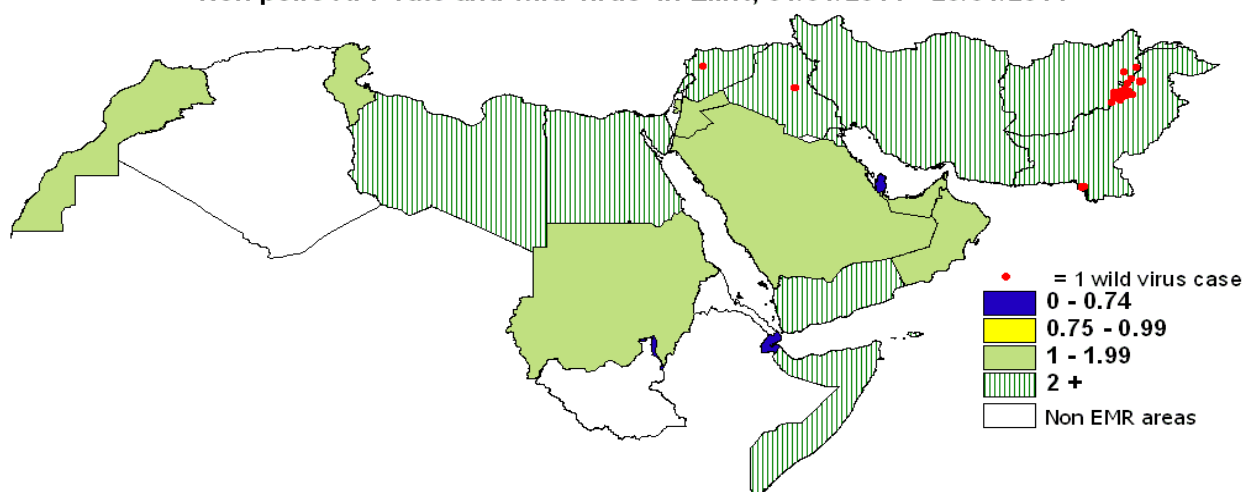 = 1 wild virus case
0 - 0.74
0.75 - 0.99
1 - 1.99
2 +
Non EMR areas